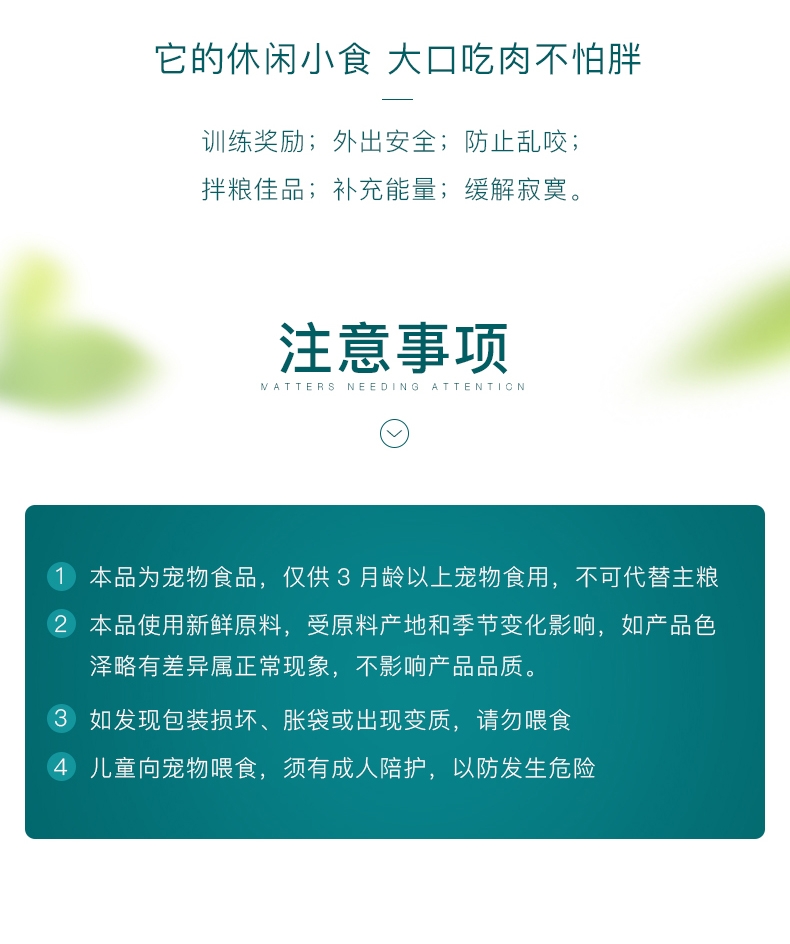 它的休闲小食 大口吃肉不怕胖
训练奖励；外出安全；防止乱咬；
拌粮佳品；补充能量；缓解寂寞。
注意事项
MATTERS NEEDING ATTENTICN
1 本品为宠物食品，仅供 3 月龄以上宠物食用，不可代替主粮
2 本品使用新鲜原料，受原料产地和季节变化影响，如产品色
泽略有差异属正常现象，不影响产品品质。
3 如发现包装损坏、胀袋或出现变质，请勿喂食
4 儿童向宠物喂食，须有成人陪护，以防发生危险